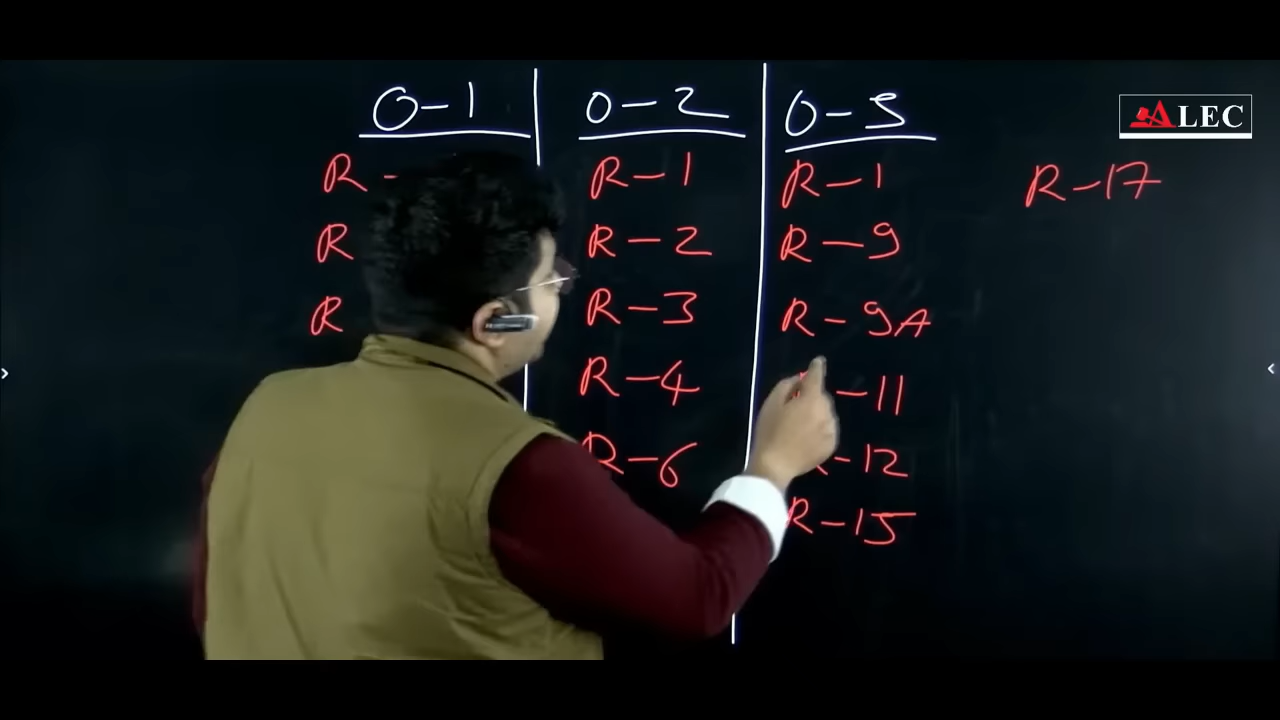 ALEC
O-1 O-2 O-5
R- R-1 R-1 R-17
R R-2 R-9
R R-3 R-9A
R-4 -11
R-6 R-12
R-15